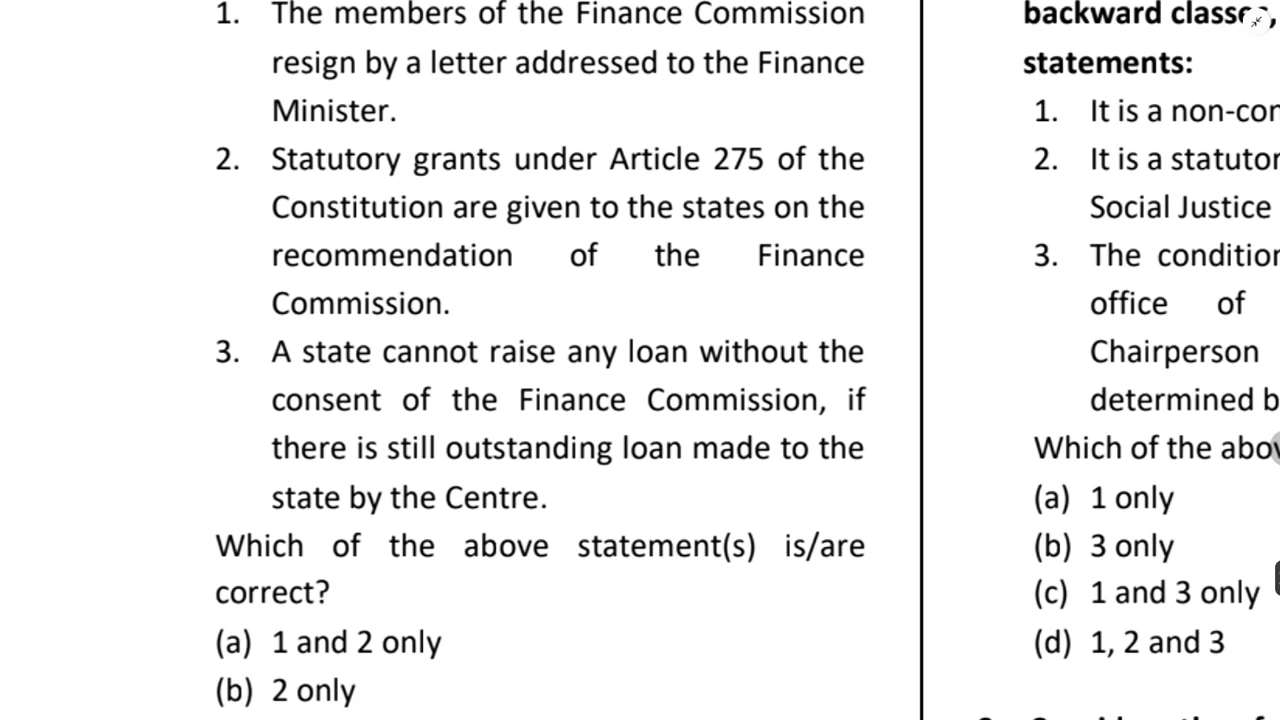 1. The members of the Finance Commission
resign by a letter addressed to the Finance
Minister.
2. Statutory grants under Article 275 of the
Constitution are given to the states on the
recommendation of the Finance
Commission.
3. A state cannot raise any loan without the
consent of the Finance Commission, if
there is still outstanding loan made to the
state by the Centre.
Which of the above statement(s) is/are
correct?
(a) 1 and 2 only
(b) 2 only
backward classes,
statements:
1. It is a
2. It is a
Social Justice
3. The
office of
Chairperson
determined
Which of the
(a) 1 only
(b) 3 only
(c) 1 and 3 only
(d) 1, 2 and 3